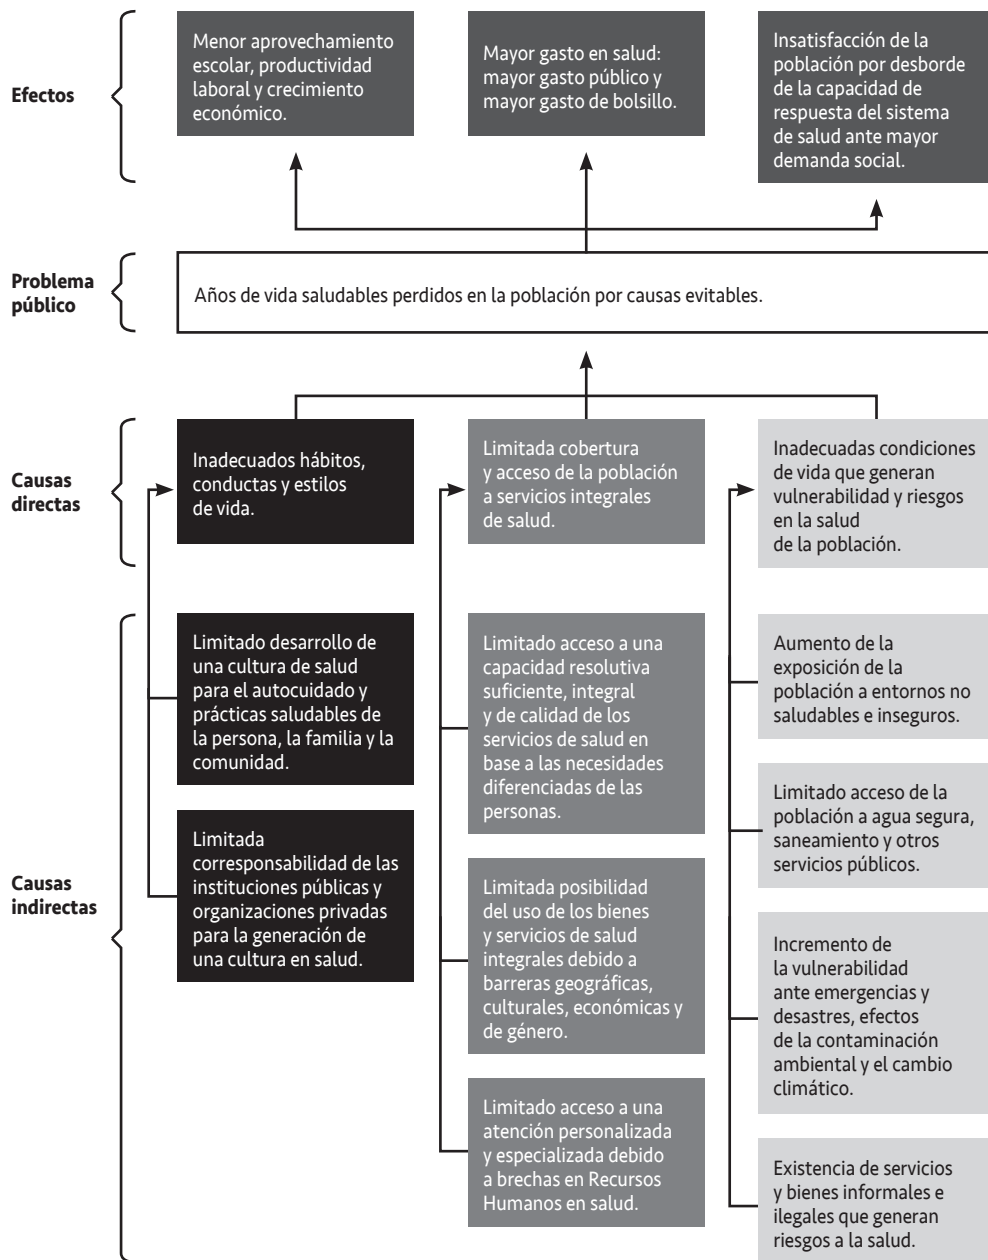 Efectos
Menor aprovechamiento
escolar, productividad
laboral y crecimiento
económico.
Mayor gasto en salud:
mayor gasto público y
mayor gasto de bolsillo.
Insatisfacción de la
población por desborde
de la capacidad de
respuesta del sistema
de salud ante mayor
demanda social.
Problema
público
Años de vida saludables perdidos en la población por causas evitables.
Causas
directas
Inadecuados hábitos,
conductas y estilos
de vida.
Limitada cobertura
y acceso de la población
a servicios integrales
de salud.
Inadecuadas condiciones
de vida que generan
vulnerabilidad y riesgos
en la salud
de la población.
Causas
indirectas
Limitado desarrollo de
una cultura de salud
para el autocuidado y
prácticas saludables de
la persona, la familia y la
comunidad.
Limitada
corresponsabilidad de las
instituciones públicas y
organizaciones privadas
para la generación de
una cultura en salud.
Limitado acceso a una
capacidad resolutiva
suficiente, integral
y de calidad de los
servicios de salud en
base a las necesidades
diferenciadas de las
personas.
Limitada posibilidad
del uso de los bienes
y servicios de salud
integrales debido a
barreras geográficas,
culturales, económicas y
de género.
Limitado acceso a una
atención personalizada
y especializada debido
a brechas en Recursos
Humanos en salud.
Aumento de la
exposición de la
población a entornos no
saludables e inseguros.
Limitado acceso de la
población a agua segura,
saneamiento y otros
servicios públicos.
Incremento de
la vulnerabilidad
ante emergencias y
desastres, efectos
de la contaminación
ambiental y el cambio
climático.
Existencia de servicios
y bienes informales e
ilegales que generan
riesgos a la salud.